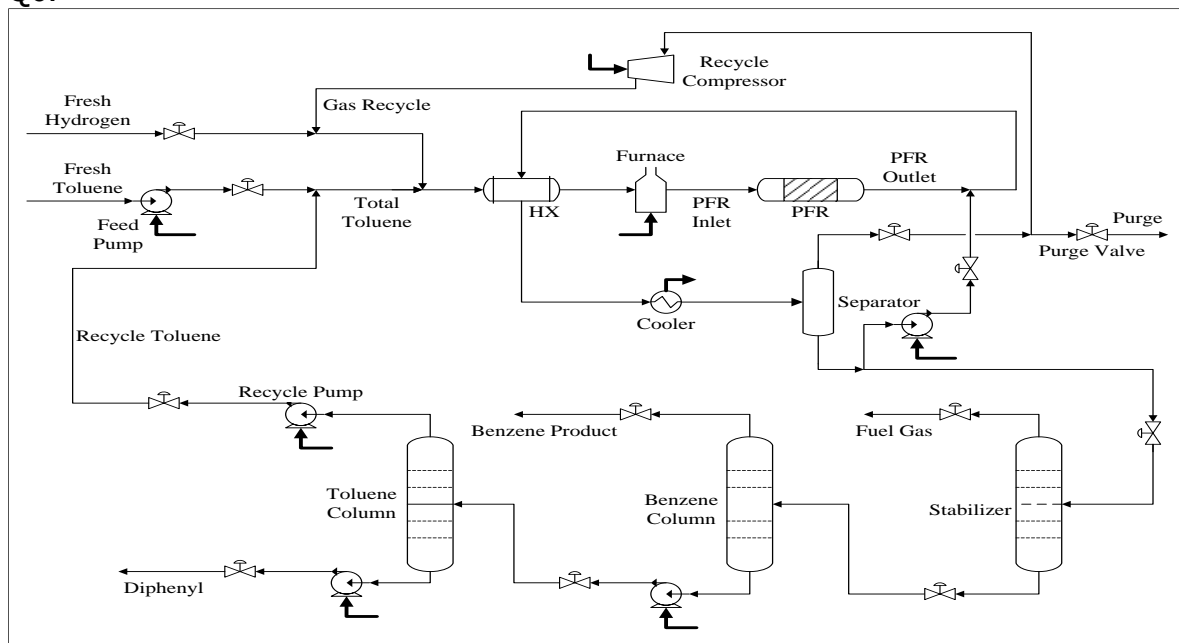 Recycle
Compressor
Fresh
Hydrogen
Gas Recycle
Fresh
Toluene
Feed
Pump
Total
Toluene
HX
Furnace
PFR
Inlet
PFR
PFR
Outlet
Purge
Purge Valve
Cooler
Separator
Recycle Toluene
Recycle Pump
Benzene Product
Fuel Gas
Toluene
Column
Benzene
Column
Stabilizer
Diphenyl